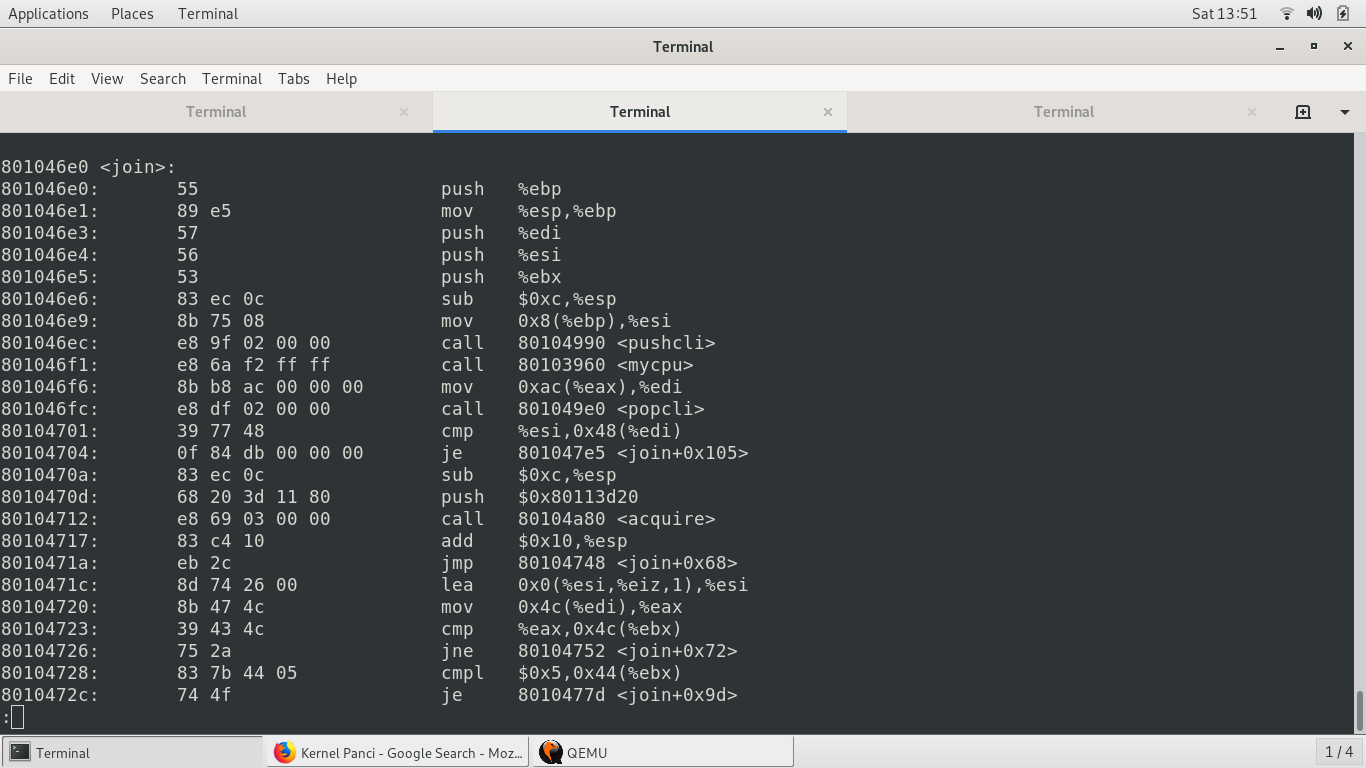 Applications Places Terminal Sat 13:51
Terminal
File Edit View Search Terminal Tabs Help
Terminal Terminal Terminal
801046e0 <join>:
801046e0: 55 push %ebp
801046e1: 89 e5 mov %esp,%ebp
801046e3: 57 push %edi
801046e4: 56 push %esi
801046e5: 53 push %ebx
801046e6: 83 ec 0c sub $0xc,%esp
801046e9: 8b 75 08 mov 0x8(%ebp),%esi
801046ec: e8 9f 02 00 00 call 80104990 <pushcli>
801046f1: e8 6a f2 ff ff call 80103960 <mycpu>
801046f6: 8b b8 ac 00 00 00 mov 0xac(%eax),%edi
801046fc: e8 df 02 00 00 call 801049e0 <popcli>
80104701: 39 77 48 cmp %esi,0x48(%edi)
80104704: 0f 84 db 00 00 00 je 801047e5 <join+0x105>
8010470a: 83 ec 0c sub $0xc,%esp
8010470d: 68 20 3d 11 80 push $0x80113d20
80104712: e8 69 03 00 00 call 80104a80 <acquire>
80104717: 83 c4 10 add $0x10,%esp
8010471a: eb 2c jmp 80104748 <join+0x68>
8010471c: 8d 74 26 00 lea 0x0(%esi,%eiz,1),%esi
80104720: 8b 47 4c mov 0x4c(%edi),%eax
80104723: 39 43 4c cmp %eax,0x4c(%ebx)
80104726: 75 2a jne 80104752 <join+0x72>
80104728: 83 7b 44 05 cmpl $0x5,0x44(%ebx)
8010472c: 74 4f je 8010477d <join+0x9d>
:
Terminal Kernel Panci - Google Search - Moz... QEMU 1 / 4